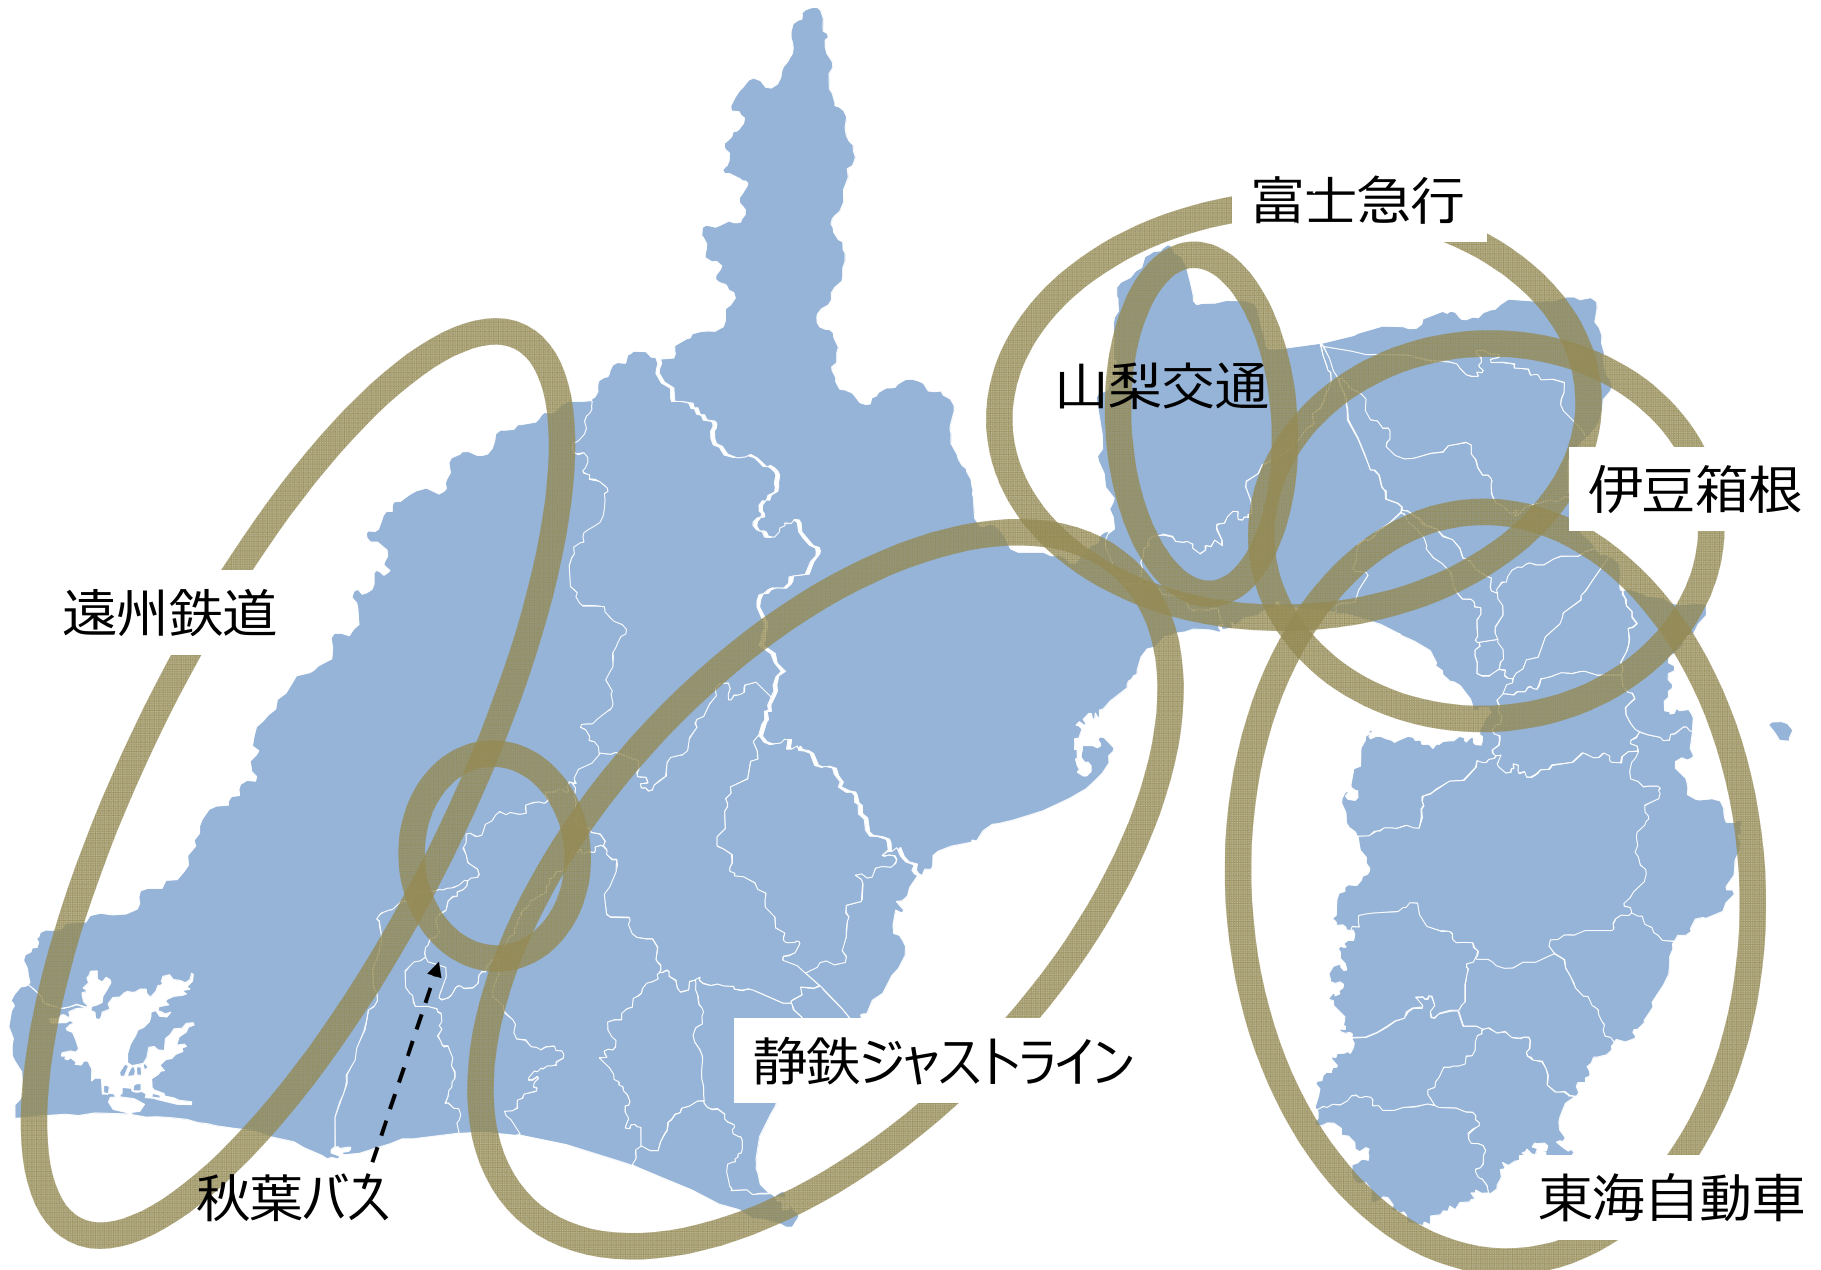 富士急行
山梨交通
伊豆箱根
遠州鉄道
静鉄ジャストライン
秋葉バス
東海自動車